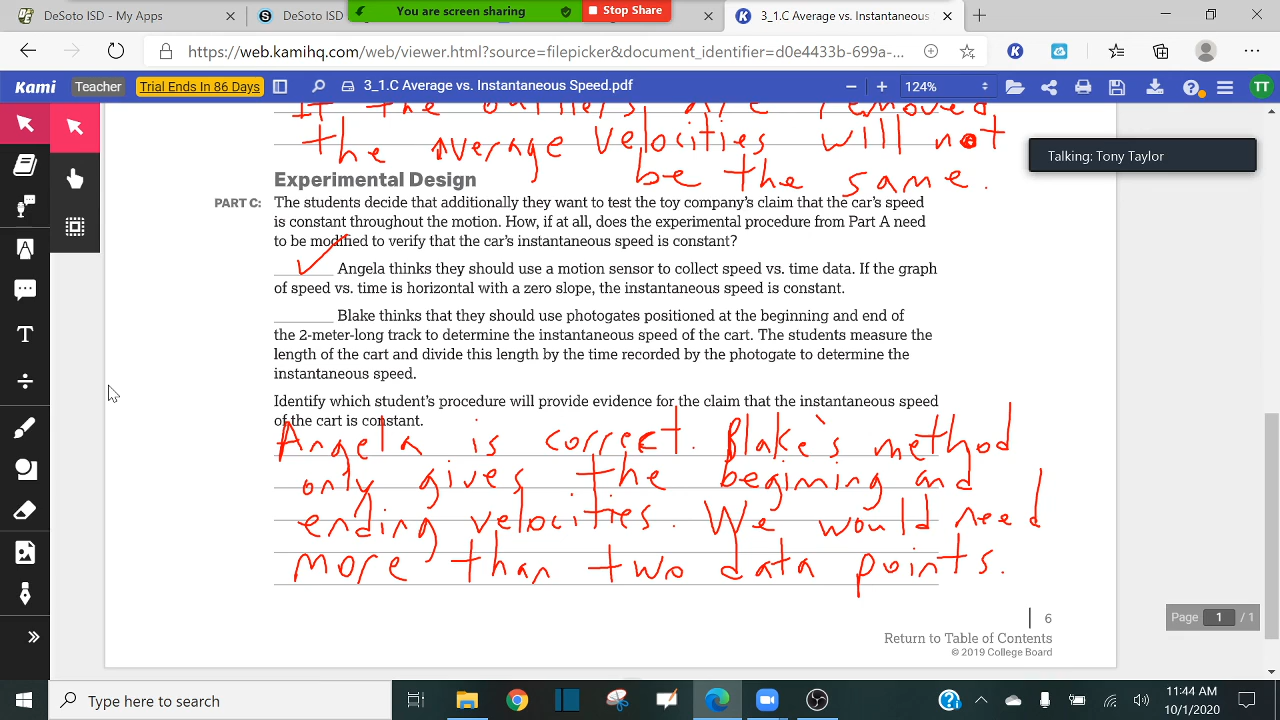 DeSoto ISD - My Apps
DeSoto ISD - Home
You are screen sharing
Stop Share
3_1.C Average vs. Instantaneous
https://web.kamihq.com/web/viewer.html?source=filepicker&document_identifier=d0e4433b-699a-...
Kami Teacher Trial Ends In 86 Days 3_1.C Average vs. Instantaneous Speed.pdf 124% TT
If the are removed
the Average velocities will not
be the same.
Talking: Tony Taylor
Experimental Design
PART C: The students decide that additionally they want to test the toy company's claim that the car's speed
is constant throughout the motion. How, if at all, does the experimental procedure from Part A need
to be modified to verify that the car's instantaneous speed is constant?
Angela thinks they should use a motion sensor to collect speed vs. time data. If the graph
of speed vs. time is horizontal with a zero slope, the instantaneous speed is constant.
Blake thinks that they should use photogates positioned at the beginning and end of
the 2-meter-long track to determine the instantaneous speed of the cart. The students measure the
length of the cart and divide this length by the time recorded by the photogate to determine the
instantaneous speed.
Identify which student's procedure will provide evidence for the claim that the instantaneous speed
of the cart is constant.
Angela is correct. Blake's method
only gives the begining and
ending velocities. We would need
more than two data points.
6
Return to Table of Contents
© 2019 College Board
Page 1 / 1
Type here to search
11:44 AM
10/1/2020